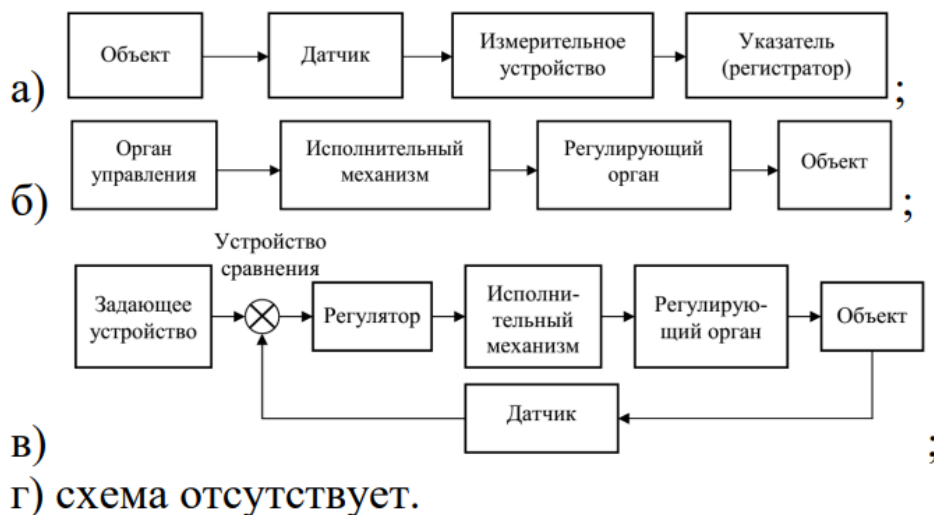 Объект
Датчик
Измерительное
устройство
Указатель
(регистратор)
а)
;
Орган
управления
Исполнительный
механизм
Регулирующий
орган
Объект
б)
;
Устройство
сравнения
Задающее
устройство
Регулятор
Исполни-
тельный
механизм
Регулирую-
щий орган
Объект
Датчик
в)
;
г) схема отсутствует.